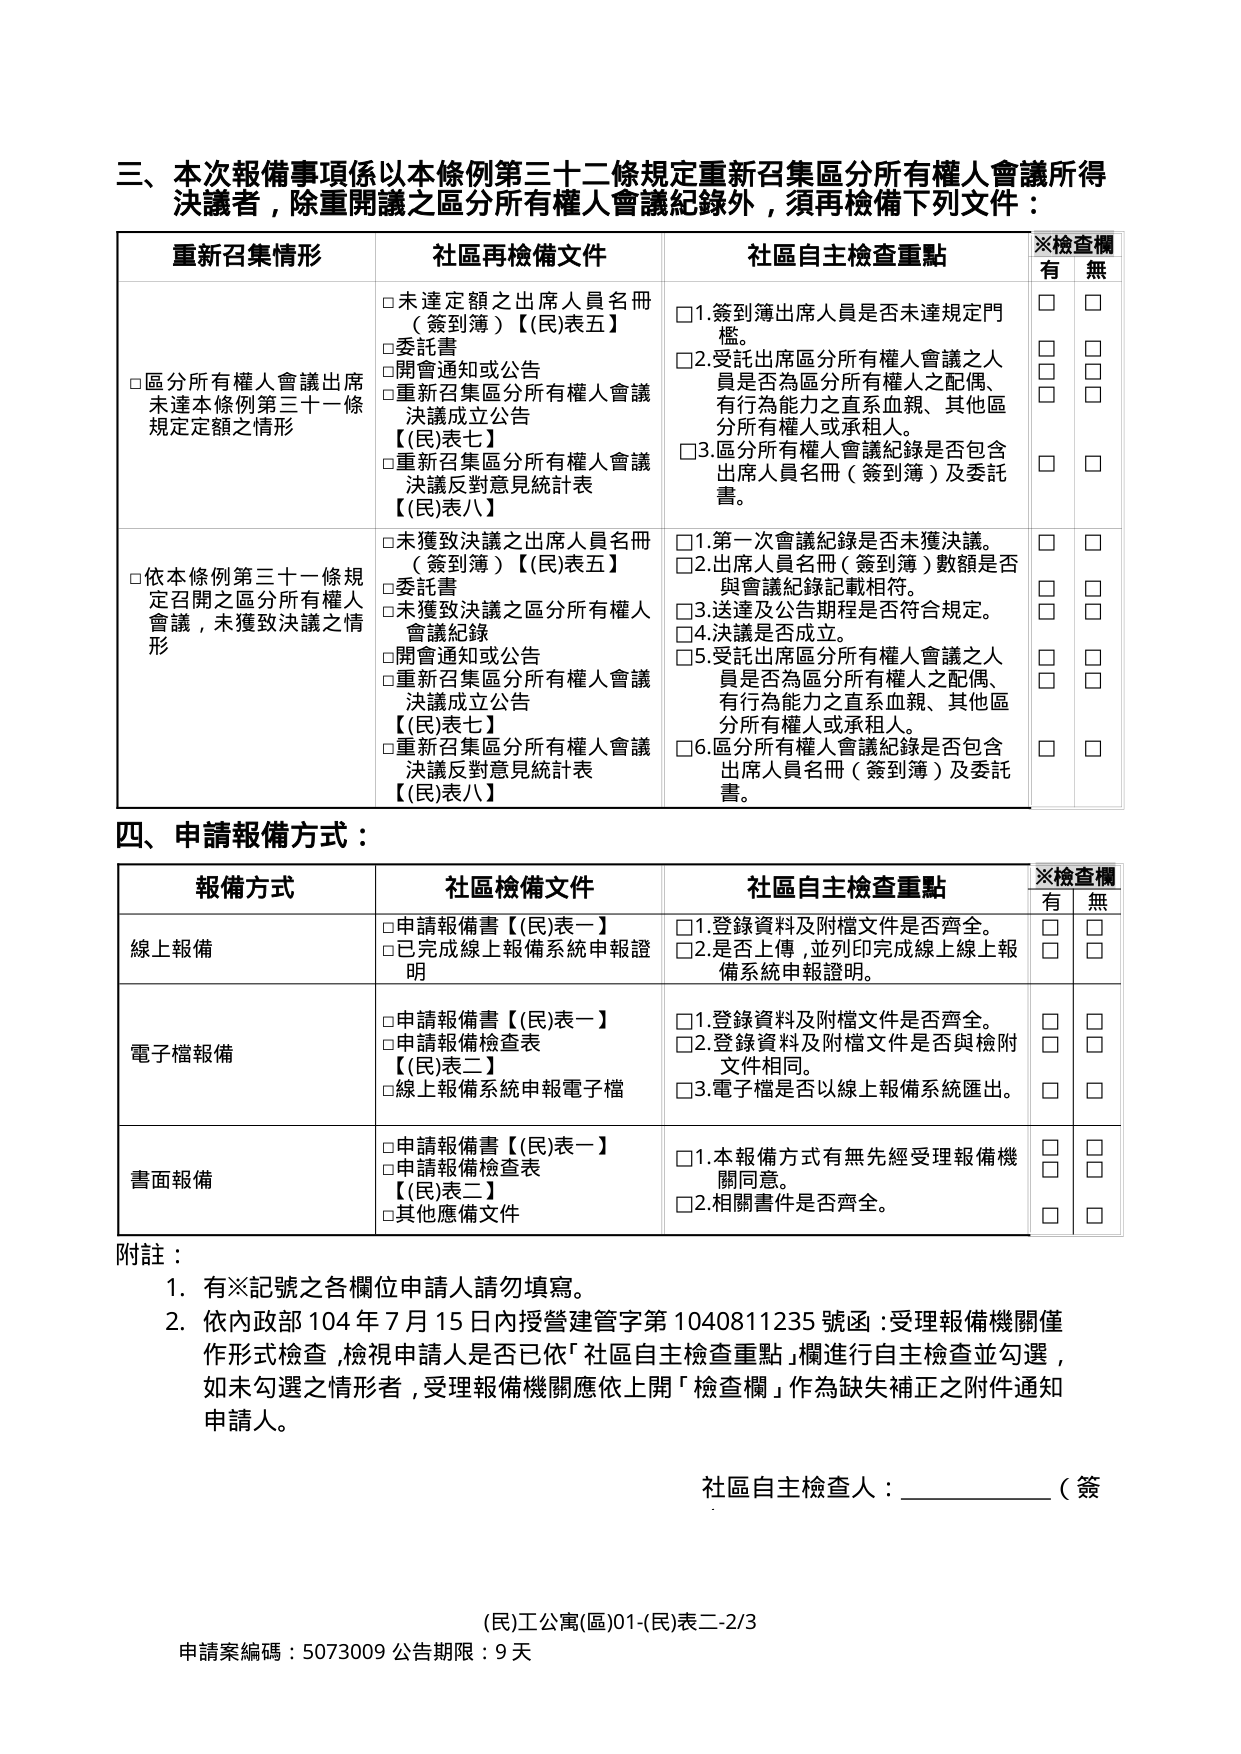 三、本次報備事項係以本條例第三十二條規定重新召集區分所有權人會議所得
決議者，除重開議之區分所有權人會議紀錄外，須再檢備下列文件：
重新召集情形 社區再檢備文件 社區自主檢查重點 ※檢查欄
有 無
□區分所有權人會議出席
未達本條例第三十一條
規定定額之情形
□未達定額之出席人員名冊
（簽到簿）【(民)表五】
□委託書
□開會通知或公告
□重新召集區分所有權人會議
決議成立公告
【(民)表七】
□重新召集區分所有權人會議
決議反對意見統計表
【(民)表八】
□1.簽到簿出席人員是否未達規定門
檻。
□2.受託出席區分所有權人會議之人
員是否為區分所有權人之配偶、
有行為能力之直系血親、其他區
分所有權人或承租人。
□3.區分所有權人會議紀錄是否包含
出席人員名冊（簽到簿）及委託
書。
□ □
□ □
□ □
□ □
□ □
□依本條例第三十一條規
定召開之區分所有權人
會議，未獲致決議之情
形
□未獲致決議之出席人員名冊
（簽到簿）【(民)表五】
□委託書
□未獲致決議之區分所有權人
會議紀錄
□開會通知或公告
□重新召集區分所有權人會議
決議成立公告
【(民)表七】
□重新召集區分所有權人會議
決議反對意見統計表
【(民)表八】
□1.第一次會議紀錄是否未獲決議。
□2.出席人員名冊（簽到簿）數額是否
與會議紀錄記載相符。
□3.送達及公告期程是否符合規定。
□4.決議是否成立。
□5.受託出席區分所有權人會議之人
員是否為區分所有權人之配偶、
有行為能力之直系血親、其他區
分所有權人或承租人。
□6.區分所有權人會議紀錄是否包含
出席人員名冊（簽到簿）及委託
書。
□ □
□ □
□ □
□ □
□ □
□ □
四、申請報備方式：
報備方式 社區檢備文件 社區自主檢查重點 ※檢查欄
有 無
線上報備
□申請報備書【(民)表一】
□已完成線上報備系統申報證
明
□1.登錄資料及附檔文件是否齊全。
□2.是否上傳，並列印完成線上線上報
備系統申報證明。
□ □
□ □
電子檔報備
□申請報備書【(民)表一】
□申請報備檢查表
【(民)表二】
□線上報備系統申報電子檔
□1.登錄資料及附檔文件是否齊全。
□2.登錄資料及附檔文件是否與檢附
文件相同。
□3.電子檔是否以線上報備系統匯出。
□ □
□ □
□ □
書面報備
□申請報備書【(民)表一】
□申請報備檢查表
【(民)表二】
□其他應備文件
□1.本報備方式有無先經受理報備機
關同意。
□2.相關書件是否齊全。
□ □
□ □
□ □
附註：
1. 有※記號之各欄位申請人請勿填寫。
2. 依內政部 104 年 7 月 15 日內授營建管字第 1040811235 號函：受理報備機關僅
作形式檢查，檢視申請人是否已依「社區自主檢查重點」欄進行自主檢查並勾選，
如未勾選之情形者，受理報備機關應依上開「檢查欄」作為缺失補正之附件通知
申請人。
社區自主檢查人：____________（簽
(民)工公寓(區)01-(民)表二-2/3
申請案編碼：5073009 公告期限：9 天